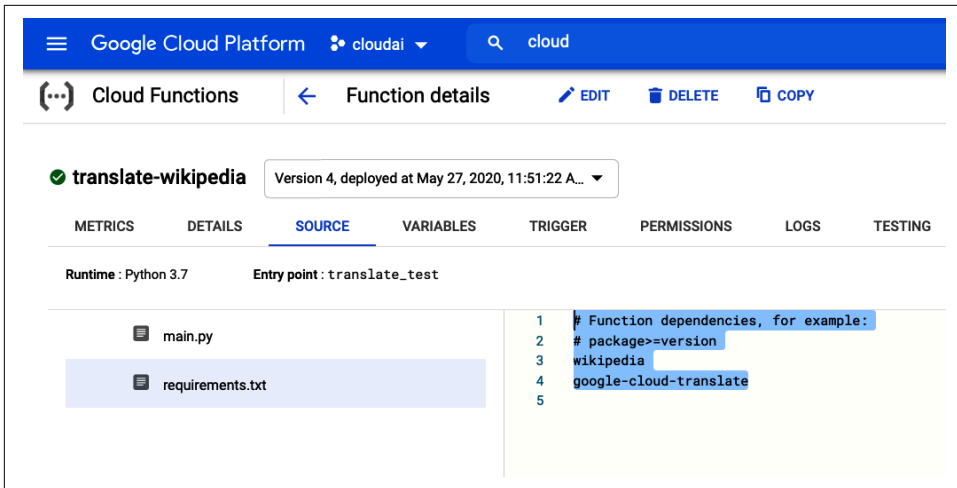 Google Cloud Platform cloudai cloud
Cloud Functions Function details EDIT DELETE COPY
translate-wikipedia Version 4, deployed at May 27, 2020, 11:51:22 A...
METRICS DETAILS SOURCE VARIABLES TRIGGER PERMISSIONS LOGS TESTING
Runtime : Python 3.7 Entry point : translate_test
main.py
requirements.txt
1 # Function dependencies, for example:
2 # package>=version
3 wikipedia
4 google-cloud-translate
5